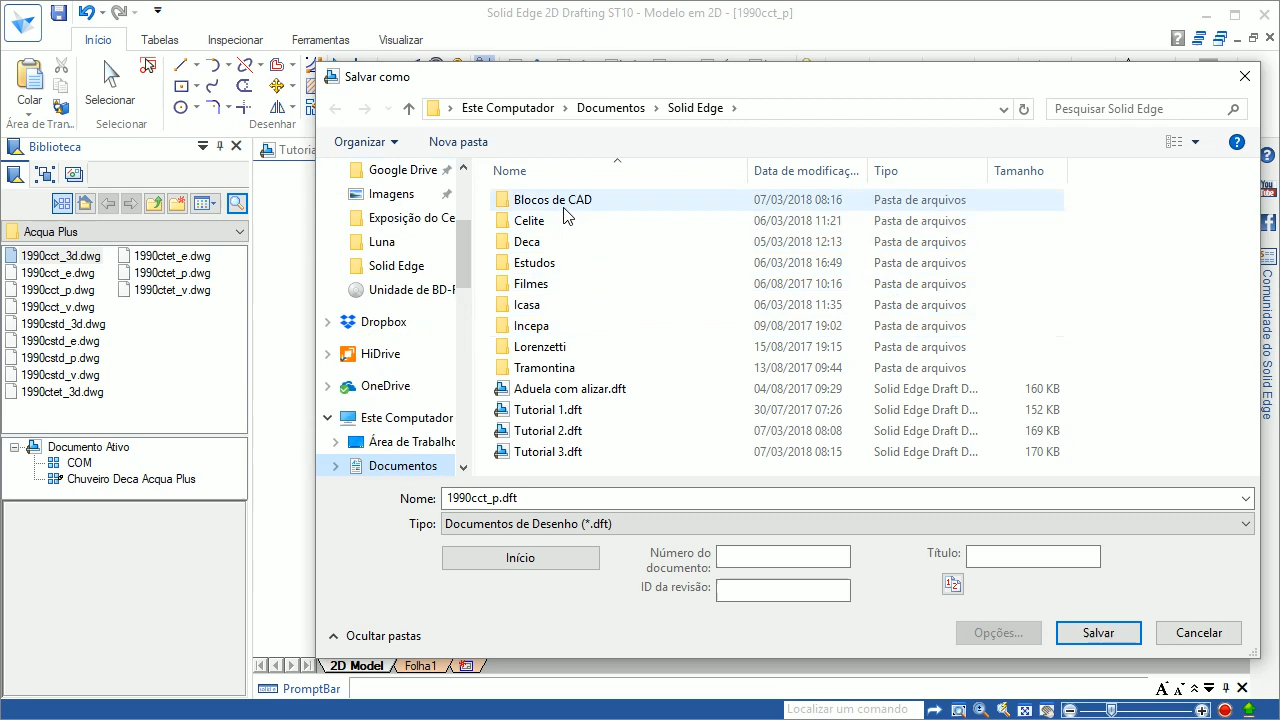 Solid Edge 2D Drafting ST10 - Modelo em 2D - [1990cct_p]
Início
Tabelas
Inspecionar
Ferramentas
Visualizar
Colar
Selecionar
Área de Tran...
Selecionar
Desenhar
Biblioteca
Tutoria
Acqua Plus
1990cct_3d.dwg
1990cct_e.dwg
1990cct_p.dwg
1990cct_v.dwg
1990cstd_3d.dwg
1990cstd_e.dwg
1990cstd_p.dwg
1990cstd_v.dwg
1990ctet_3d.dwg
1990ctet_e.dwg
1990ctet_p.dwg
1990ctet_v.dwg
Documento Ativo
COM
Chuveiro Deca Acqua Plus
Salvar como
Este Computador
Documentos
Solid Edge
Pesquisar Solid Edge
Organizar
Nova pasta
Google Drive
Imagens
Exposição do Ce
Luna
Solid Edge
Unidade de BD-F
Dropbox
HiDrive
OneDrive
Este Computador
Área de Trabalho
Documentos
Nome Data de modificaç... Tipo Tamanho
Blocos de CAD 07/03/2018 08:16 Pasta de arquivos
Celite 06/03/2018 11:21 Pasta de arquivos
Deca 05/03/2018 12:13 Pasta de arquivos
Estudos 06/03/2018 16:49 Pasta de arquivos
Filmes 06/08/2017 10:16 Pasta de arquivos
Icasa 06/03/2018 11:35 Pasta de arquivos
Incepa 09/08/2017 19:02 Pasta de arquivos
Lorenzetti 15/08/2017 19:15 Pasta de arquivos
Tramontina 13/08/2017 09:44 Pasta de arquivos
Aduela com alizar.dft 04/08/2017 09:29 Solid Edge Draft D... 160 KB
Tutorial 1.dft 30/07/2017 07:26 Solid Edge Draft D... 152 KB
Tutorial 2.dft 07/03/2018 08:08 Solid Edge Draft D... 169 KB
Tutorial 3.dft 07/03/2018 08:15 Solid Edge Draft D... 170 KB
Nome: 1990cct_p.dft
Tipo: Documentos de Desenho (*.dft)
Início
Número do
documento:
ID da revisão:
Título:
Ocultar pastas
Opções...
Salvar
Cancelar
You
Tube
Comunidade do Solid Edge
2D Model
Folha1
PromptBar
Localizar um comando